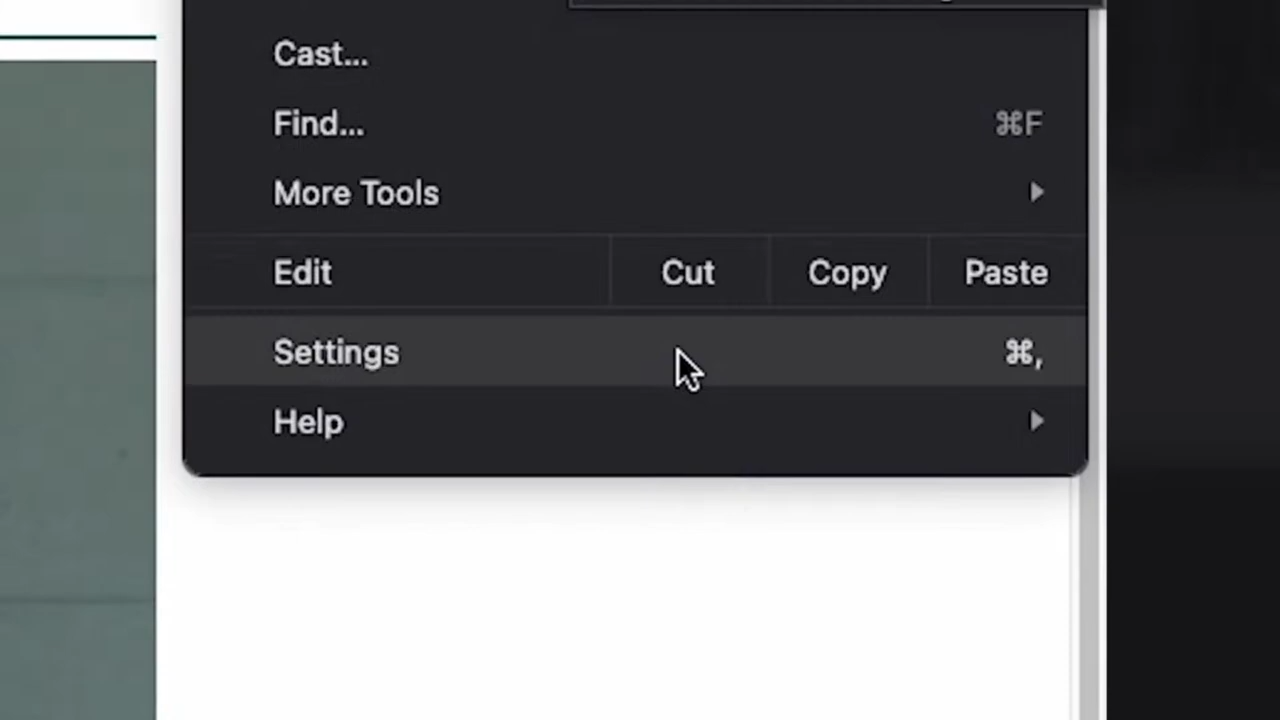 Cast...
Find... ⌘F
More Tools
Edit Cut Copy Paste
Settings ⌘,
Help